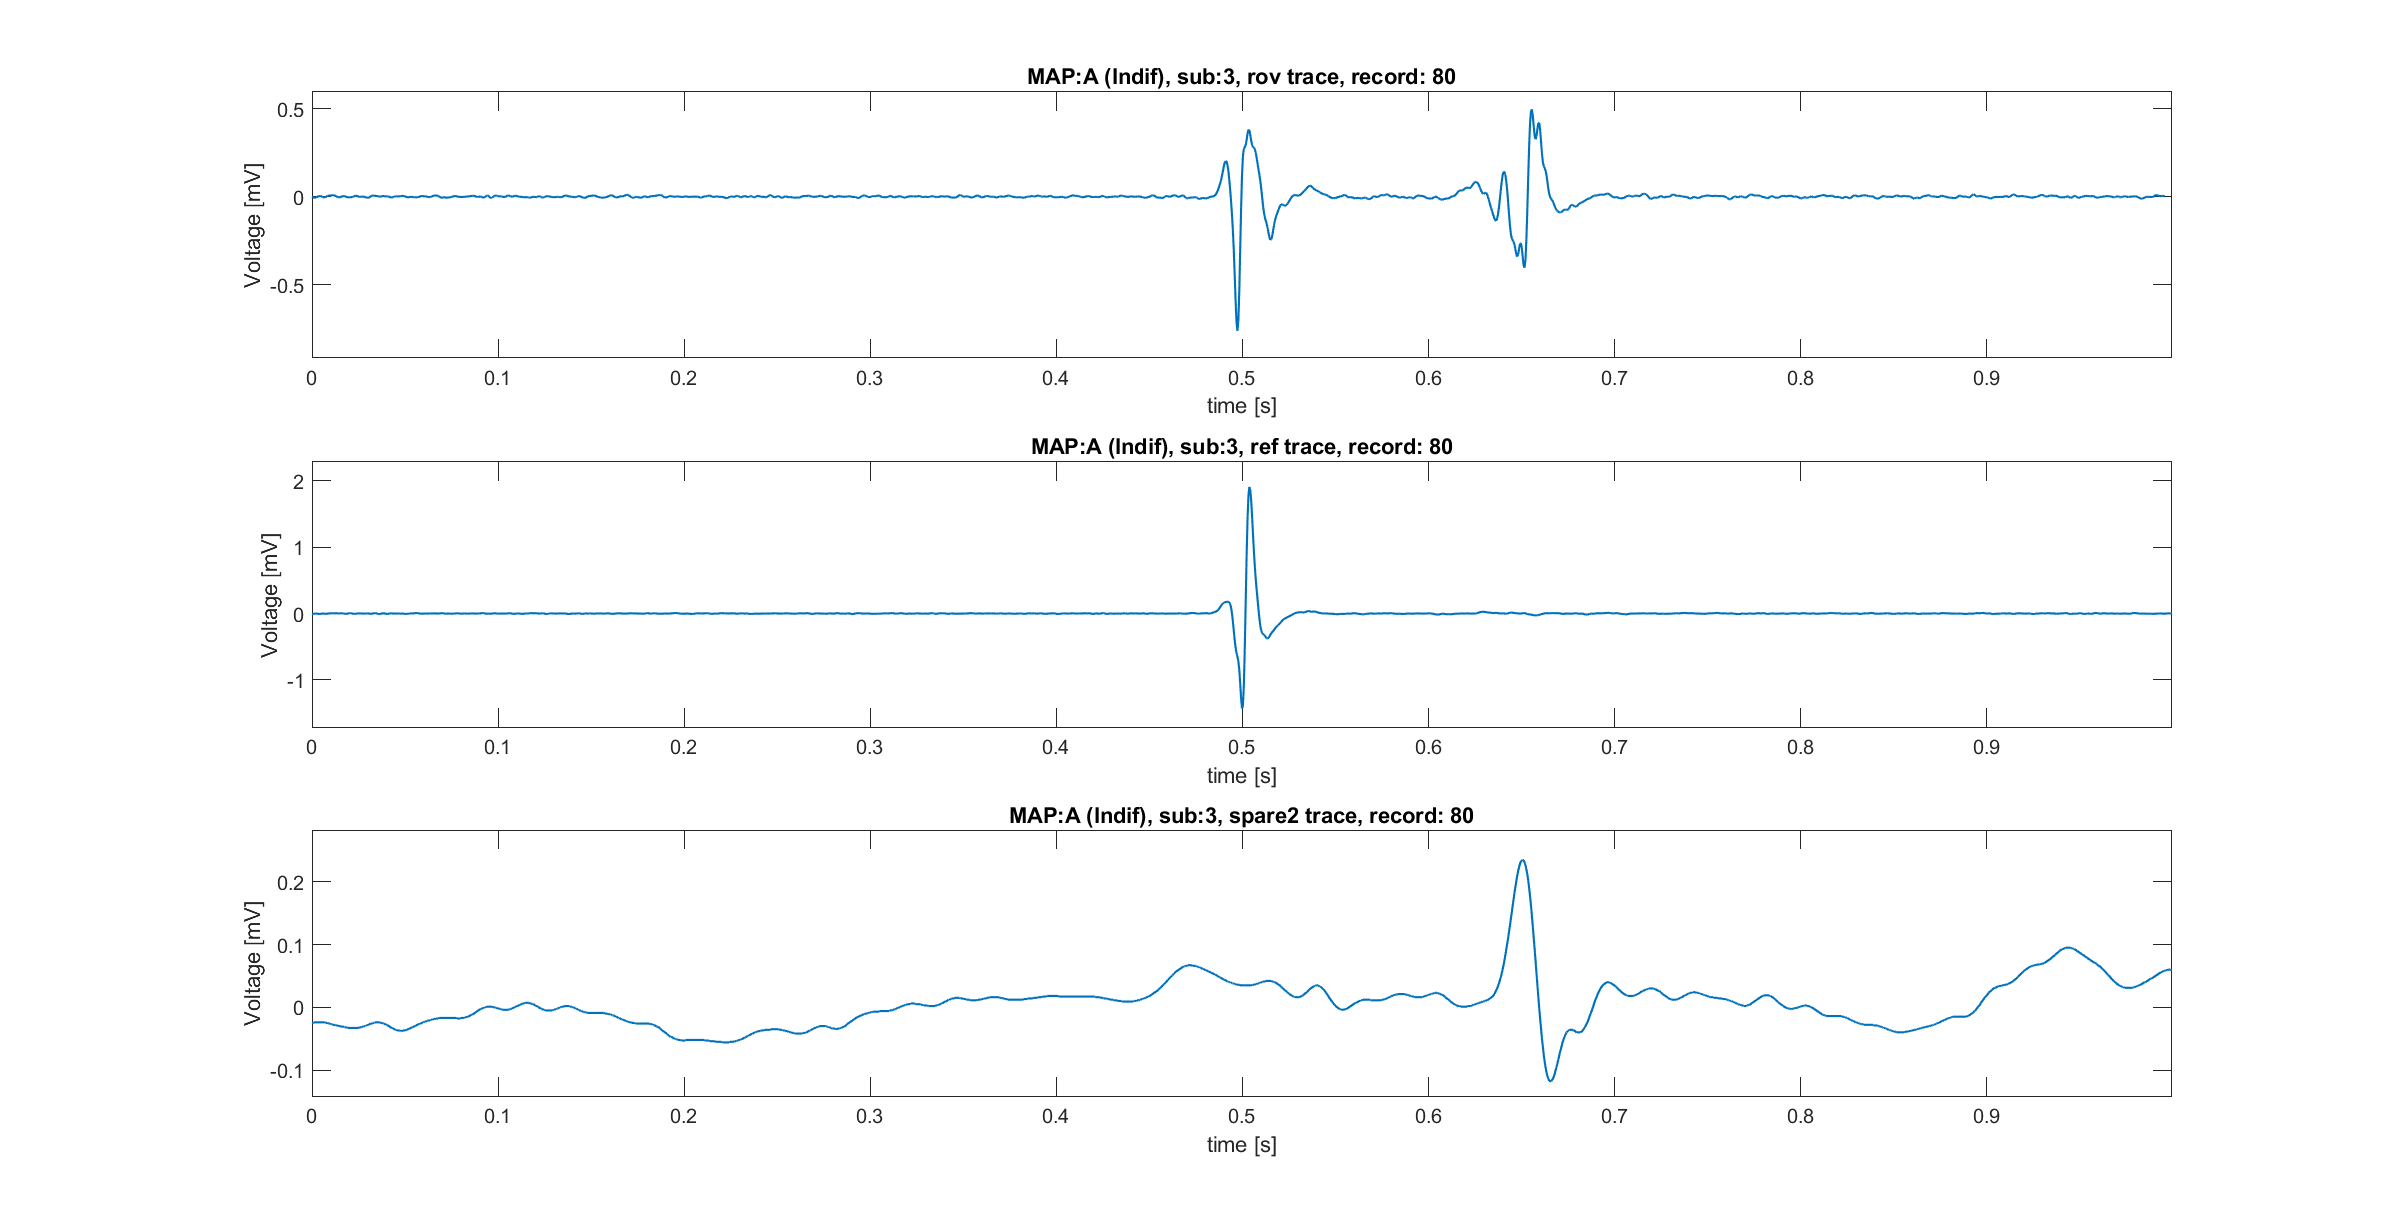 MAP:A (Indif), sub:3, rov trace, record: 80
0.5
0
-0.5
Voltage [mV]
0 0.1 0.2 0.3 0.4 0.5 0.6 0.7 0.8 0.9
time [s]
MAP:A (Indif), sub:3, ref trace, record: 80
2
1
0
-1
Voltage [mV]
0 0.1 0.2 0.3 0.4 0.5 0.6 0.7 0.8 0.9
time [s]
MAP:A (Indif), sub:3, spare2 trace, record: 80
0.2
0.1
0
-0.1
Voltage [mV]
0 0.1 0.2 0.3 0.4 0.5 0.6 0.7 0.8 0.9
time [s]